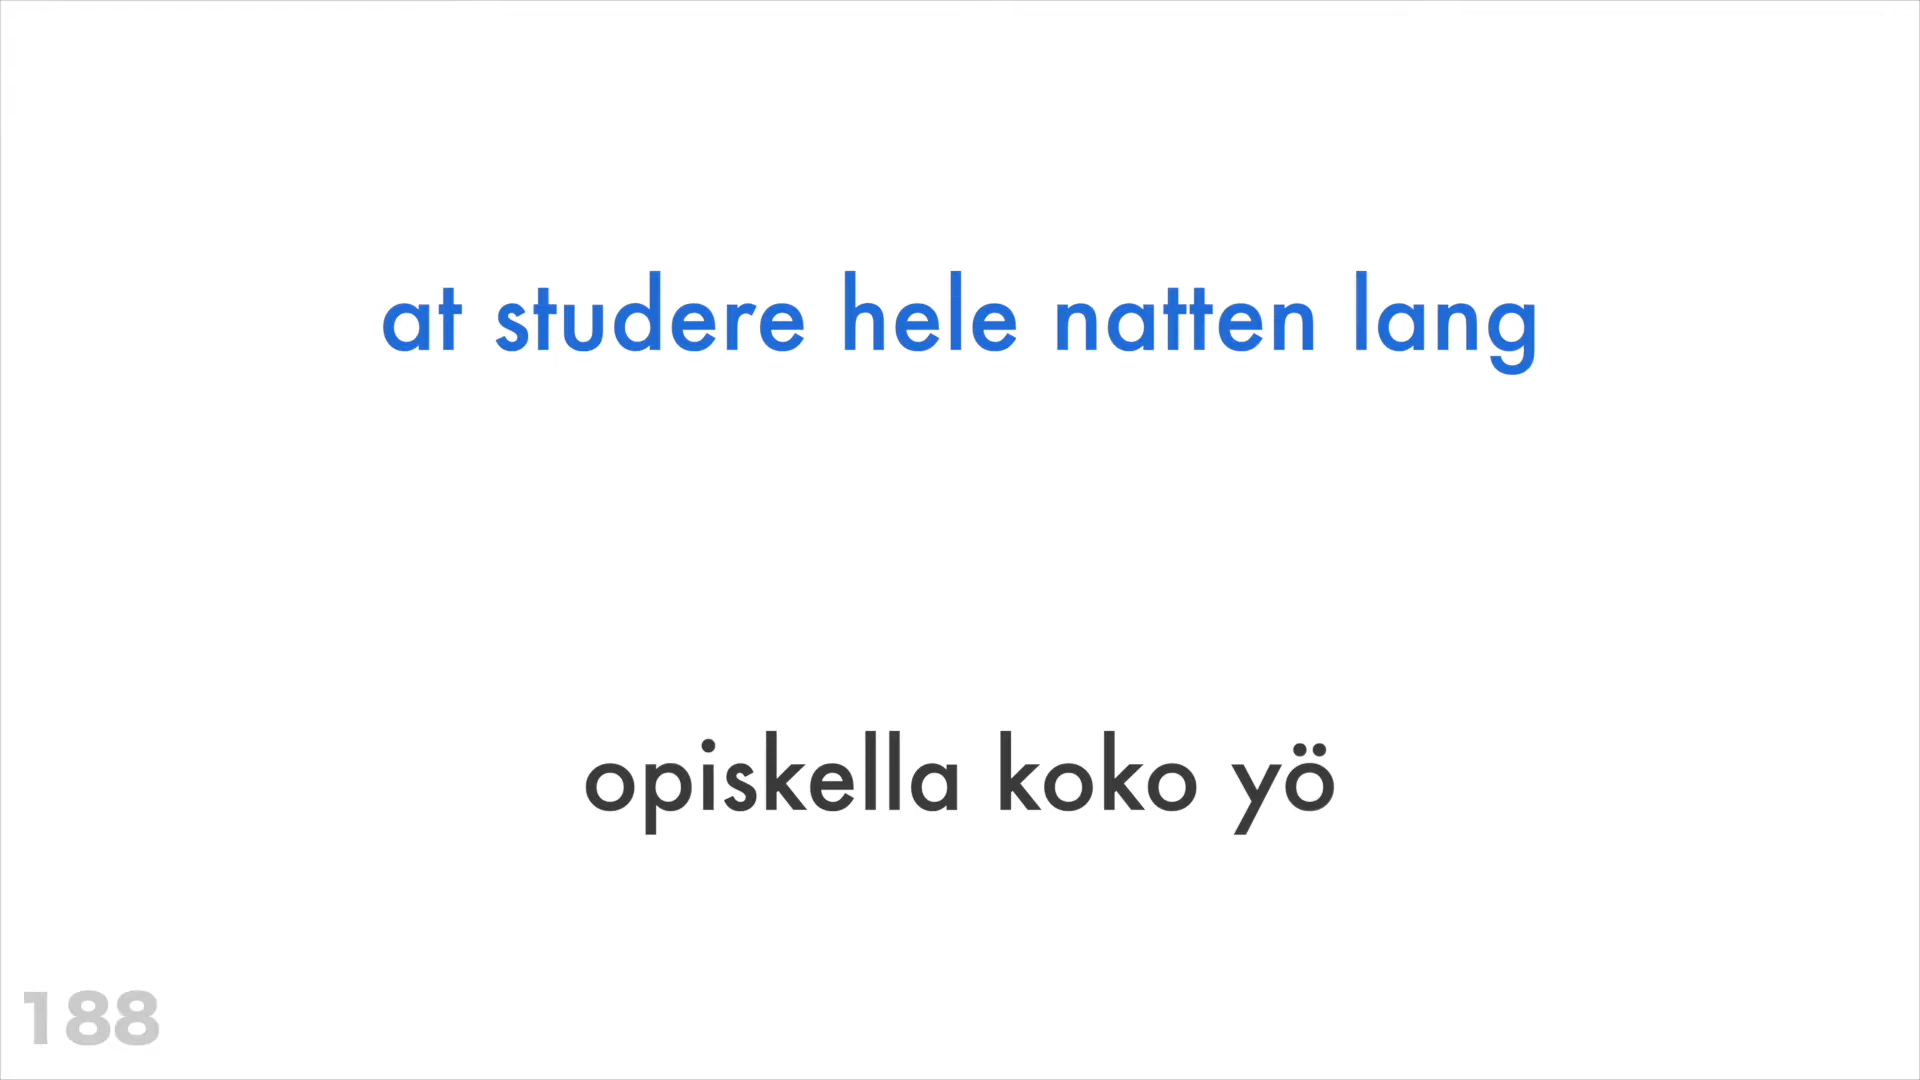 at studere hele natten lang
opiskella koko yö
188